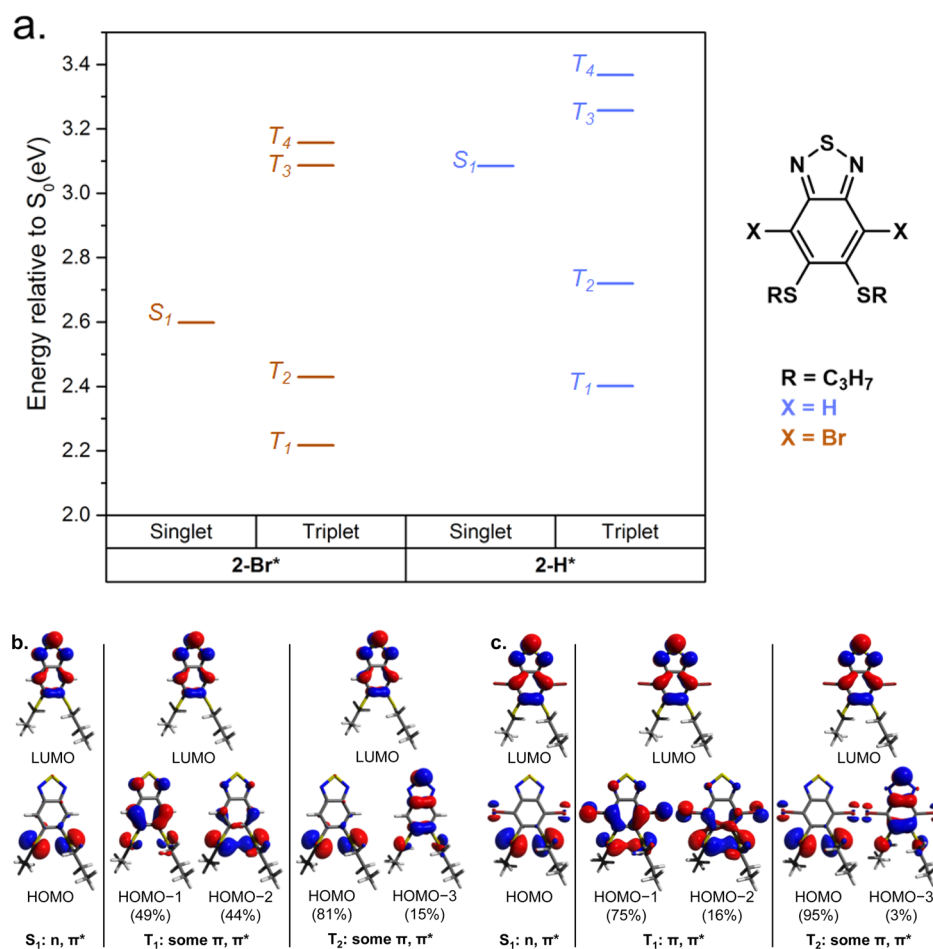 a.
Energy relative to S0(eV)
3.4
3.2
3.0
2.8
2.6
2.4
2.2
2.0
S1
T4
T3
T2
T1
S1
T4
T3
T2
T1
Singlet
Triplet
Singlet
Triplet
2-Br*
2-H*
S
N
N
X
X
RS
SR
R = C3H7
X = H
X = Br
b.
LUMO
LUMO
LUMO
HOMO
HOMO−1
(49%)
HOMO−2
(44%)
HOMO
(81%)
HOMO−3
(15%)
S1: n, π*
T1: some π, π*
T2: some π, π*
c.
LUMO
LUMO
LUMO
HOMO
HOMO−1
(75%)
HOMO−2
(16%)
HOMO
(95%)
HOMO−3
(3%)
S1: n, π*
T1: π, π*
T2: some π, π*